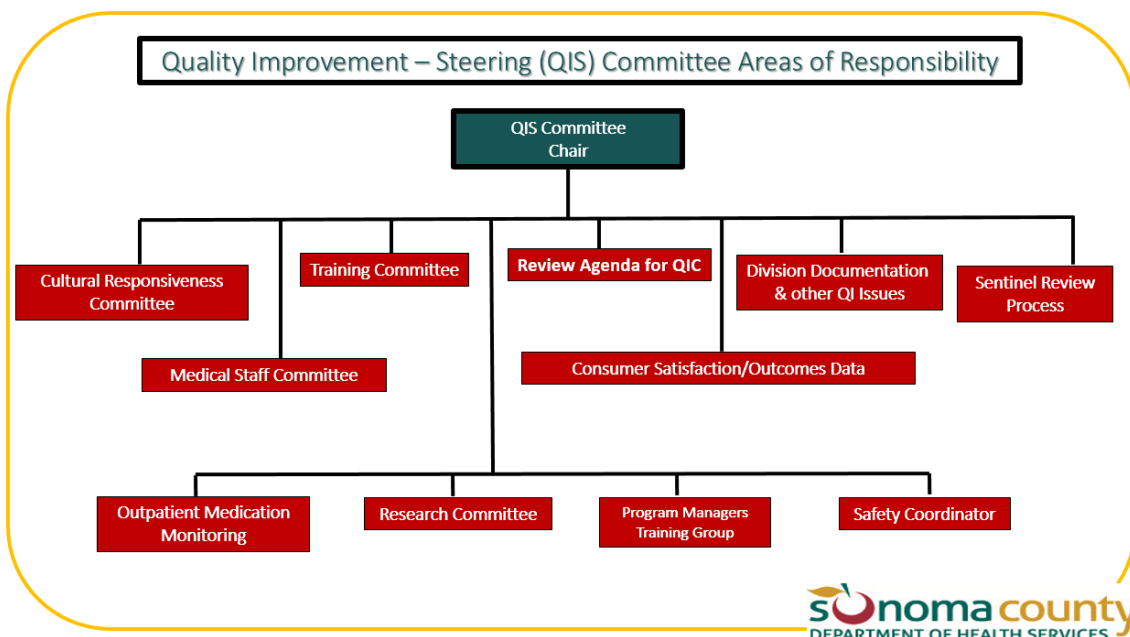 Quality Improvement – Steering (QIS) Committee Areas of Responsibility
QIS Committee
Chair
Cultural Responsiveness
Committee
Training Committee
Review Agenda for QIC
Division Documentation
& other QI Issues
Sentinel Review
Process
Medical Staff Committee
Consumer Satisfaction/Outcomes Data
Outpatient Medication
Monitoring
Research Committee
Program Managers
Training Group
Safety Coordinator
sonoma county
DEPARTMENT OF HEALTH SERVICES